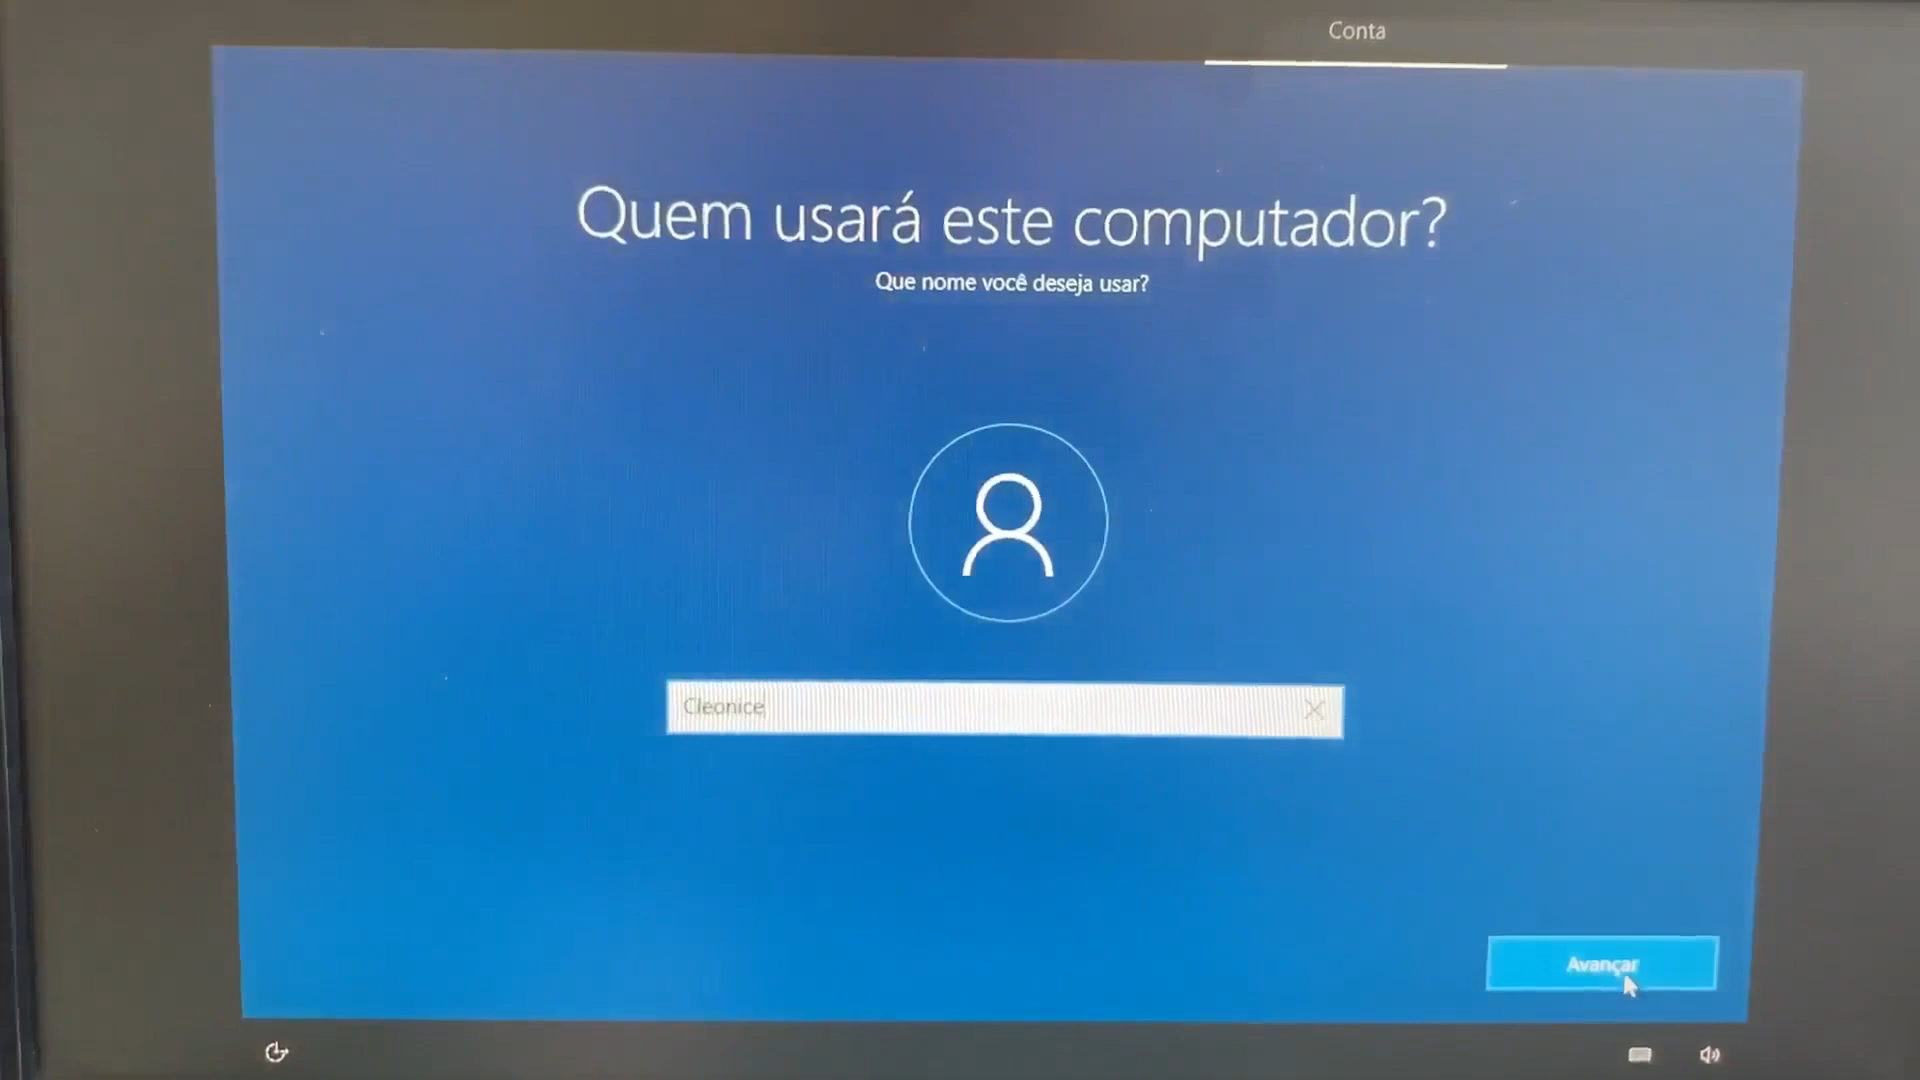 Conta
Quem usará este computador?
Que nome você deseja usar?
Cleonice
Avançar